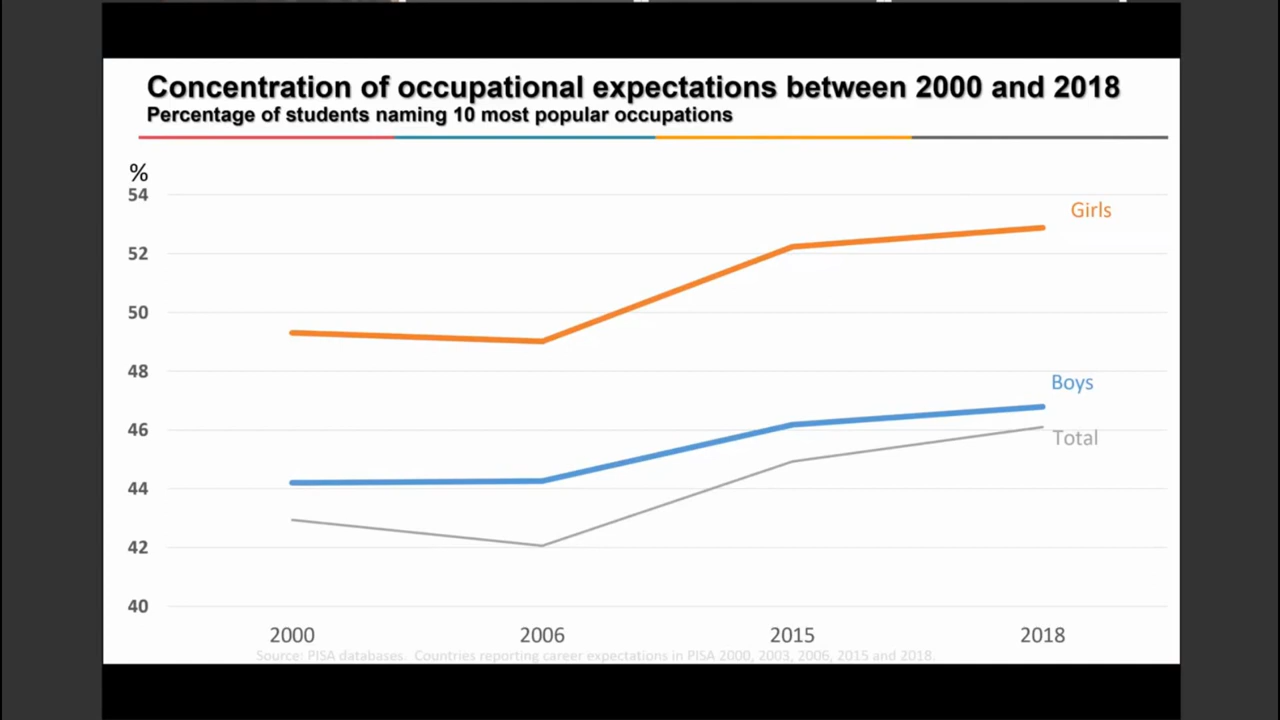 Concentration of occupational expectations between 2000 and 2018
Percentage of students naming 10 most popular occupations
%
54
Girls
52
50
48
Boys
46
Total
44
42
40
2000 2006 2015 2018
Source: PISA databases. Countries reporting career expectations in PISA 2000, 2003, 2006, 2015 and 2018.